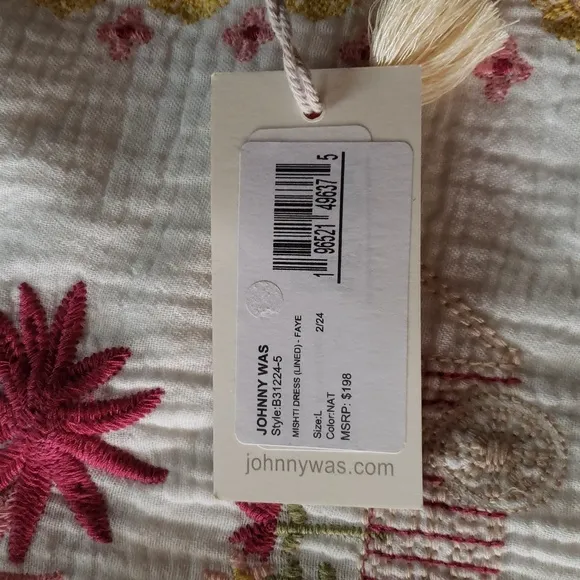 JOHNNY WAS
Style:B31224-5
MISHTI DRESS (LINED) - FAYE
Size:L 2/24
Color:NAT
MSRP: $198
1 96521 49637 5
johnnywas.com